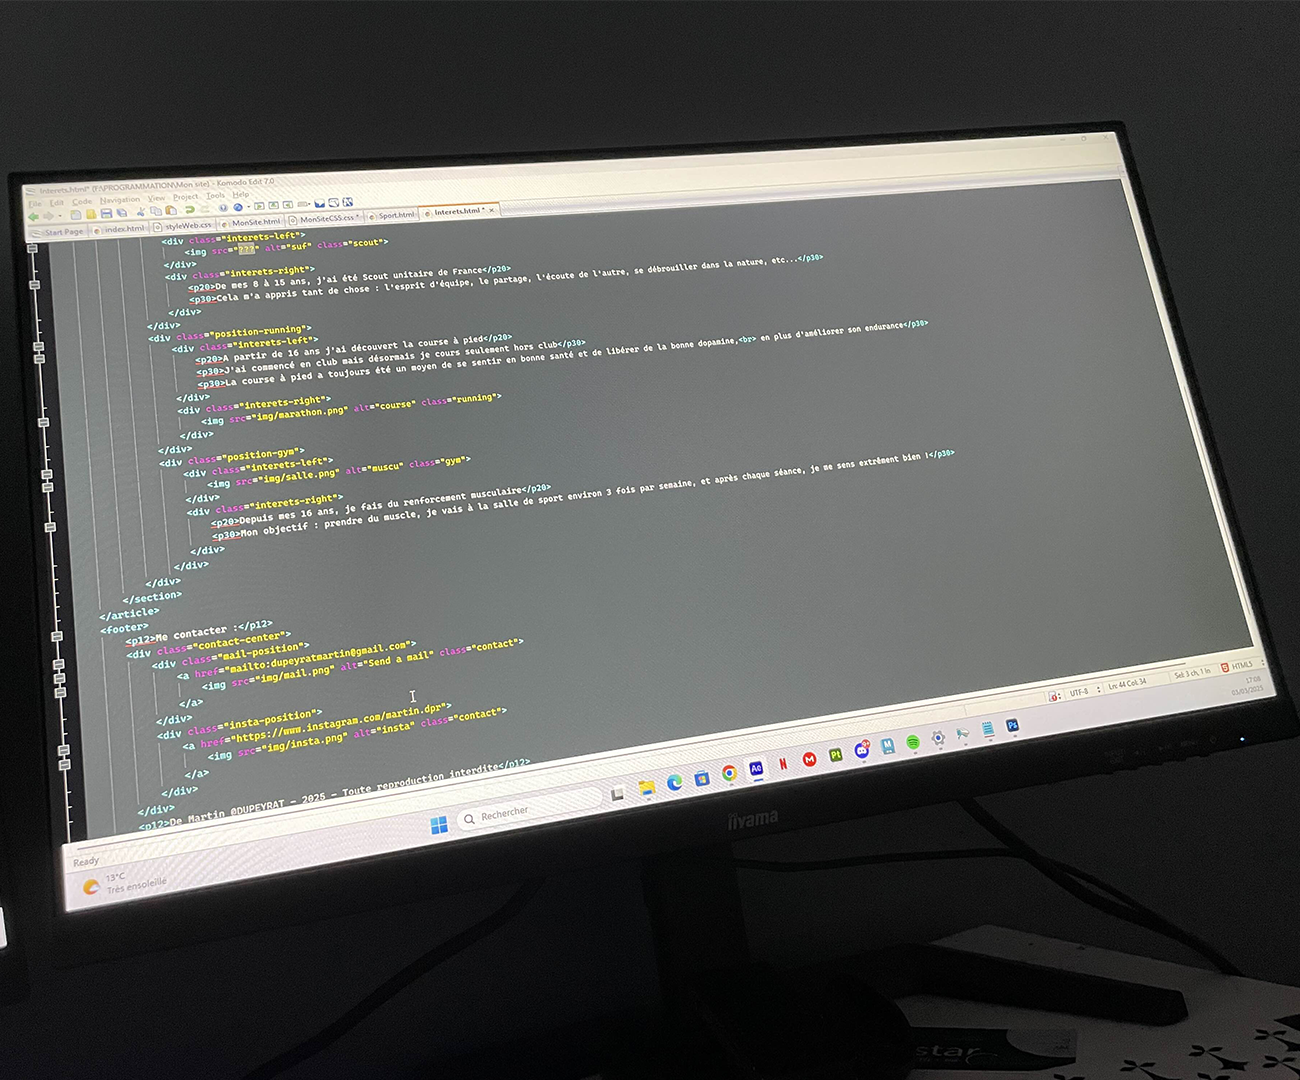 Interets.html* (F:\PROGRAMMATION\Mon site) - Komodo Edit 7.0
File Edit Code Navigation View Project Tools Help
Start Page index.html styleWeb.css MonSite.html MonSiteCSS.css * Sport.html Interets.html *
<div class="interets-left">
<img src="???" alt="suf" class="scout">
</div>
<div class="interets-right">
<p20>De mes 8 à 15 ans, j'ai été Scout unitaire de France</p20>
<p30>Cela m'a appris tant de chose : l'esprit d'équipe, le partage, l'écoute de l'autre, se débrouiller dans la nature, etc...</p30>
</div>
</div>
<div class="position-running">
<div class="interets-left">
<p20>A partir de 16 ans j'ai découvert la course à pied</p20>
<p30>J'ai commencé en club mais désormais je cours seulement hors club</p30>
<p30>La course à pied a toujours été un moyen de se sentir en bonne santé et de libérer de la bonne dopamine,<br> en plus d'améliorer son endurance</p30>
</div>
<div class="interets-right">
<img src="img/marathon.png" alt="course" class="running">
</div>
</div>
<div class="position-gym">
<div class="interets-left">
<img src="img/salle.png" alt="muscu" class="gym">
</div>
<div class="interets-right">
<p20>Depuis mes 16 ans, je fais du renforcement musculaire</p20>
<p30>Mon objectif : prendre du muscle, je vais à la salle de sport environ 3 fois par semaine, et après chaque séance, je me sens extrêment bien !</p30>
</div>
</div>
</div>
</section>
</article>
<footer>
<p12>Me contacter :</p12>
<div class="contact-center">
<div class="mail-position">
<a href="mailto:dupeyratmartin@gmail.com">
<img src="img/mail.png" alt="Send a mail" class="contact">
</a>
</div>
<div class="insta-position">
<a href="https://www.instagram.com/martin.dpr">
<img src="img/insta.png" alt="insta" class="contact">
</a>
</div>
</div>
<p12>De Martin @DUPEYRAT - 2025 - Toute reproduction interdite</p12>
Ready
UTF-8 Ln: 44 Col: 34 Sel: 3 ch, 1 ln HTML5
13°C
Très ensoleillé
Rechercher
Ae N M Pt M Ps
17:08
iiyama
star